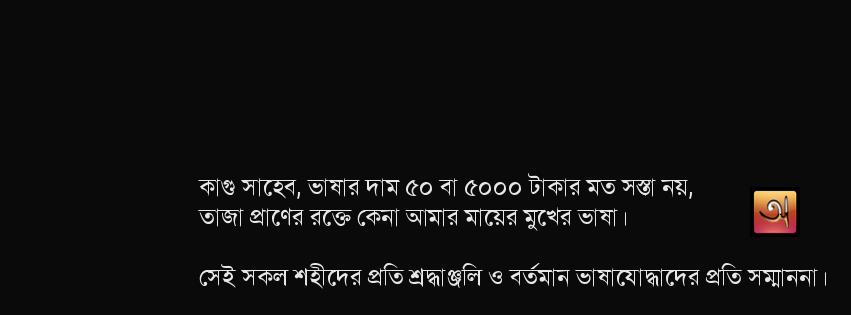 কাগু সাহেব, ভাষার দাম ৫০ বা ৫০০০ টাকার মত সস্তা নয়,
তাজা প্রাণের রক্তে কেনা আমার মায়ের মুখের ভাষা।
অ
সেই সকল শহীদের প্রতি শ্রদ্ধাঞ্জলি ও বর্তমান ভাষাযোদ্ধাদের প্রতি সম্মাননা।